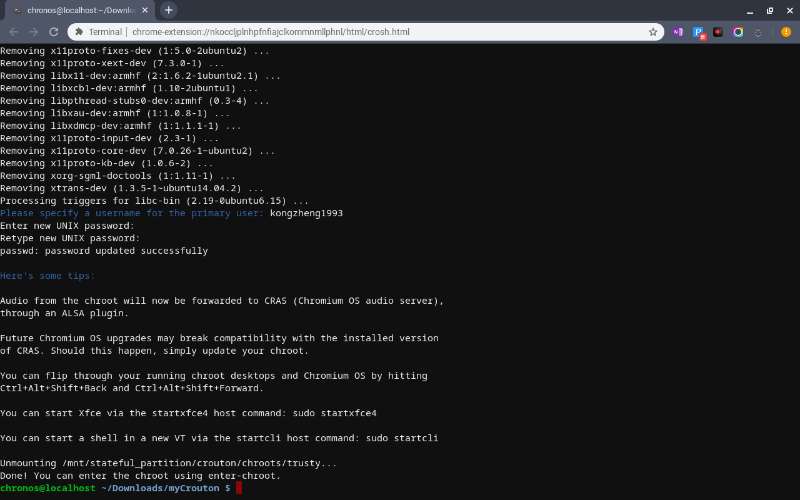 chronos@localhost:~/Downloa
Terminal | chrome-extension://nkoccljplnhpfnfiajclkommnmllphnl/html/crosh.html
Removing x11proto-fixes-dev (1:5.0-2ubuntu2) ...
Removing x11proto-xext-dev (7.3.0-1) ...
Removing libx11-dev:armhf (2:1.6.2-1ubuntu2.1) ...
Removing libxcb1-dev:armhf (1.10-2ubuntu1) ...
Removing libpthread-stubs0-dev:armhf (0.3-4) ...
Removing libxau-dev:armhf (1:1.0.8-1) ...
Removing libxdmcp-dev:armhf (1:1.1.1-1) ...
Removing x11proto-input-dev (2.3-1) ...
Removing x11proto-core-dev (7.0.26-1~ubuntu2) ...
Removing x11proto-kb-dev (1.0.6-2) ...
Removing xorg-sgml-doctools (1:1.11-1) ...
Removing xtrans-dev (1.3.5-1~ubuntu14.04.2) ...
Processing triggers for libc-bin (2.19-0ubuntu6.15) ...
Please specify a username for the primary user: kongzheng1993
Enter new UNIX password:
Retype new UNIX password:
passwd: password updated successfully
Here's some tips:
Audio from the chroot will now be forwarded to CRAS (Chromium OS audio server),
through an ALSA plugin.
Future Chromium OS upgrades may break compatibility with the installed version
of CRAS. Should this happen, simply update your chroot.
You can flip through your running chroot desktops and Chromium OS by hitting
Ctrl+Alt+Shift+Back and Ctrl+Alt+Shift+Forward.
You can start Xfce via the startxfce4 host command: sudo startxfce4
You can start a shell in a new VT via the startcli host command: sudo startcli
Unmounting /mnt/stateful_partition/crouton/chroots/trusty...
Done! You can enter the chroot using enter-chroot.
chronos@localhost ~/Downloads/myCrouton $